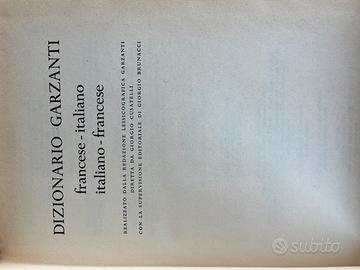 DIZIONARIO GARZANTI
francese - italiano
italiano - francese
REALIZZATO DALLA REDAZIONE LESSICOGRAFICA GARZANTI
DIRETTA DA GIORGIO CUSATELLI
CON LA SUPERVISIONE EDITORIALE DI GIORGIO BRUNACCI
subito